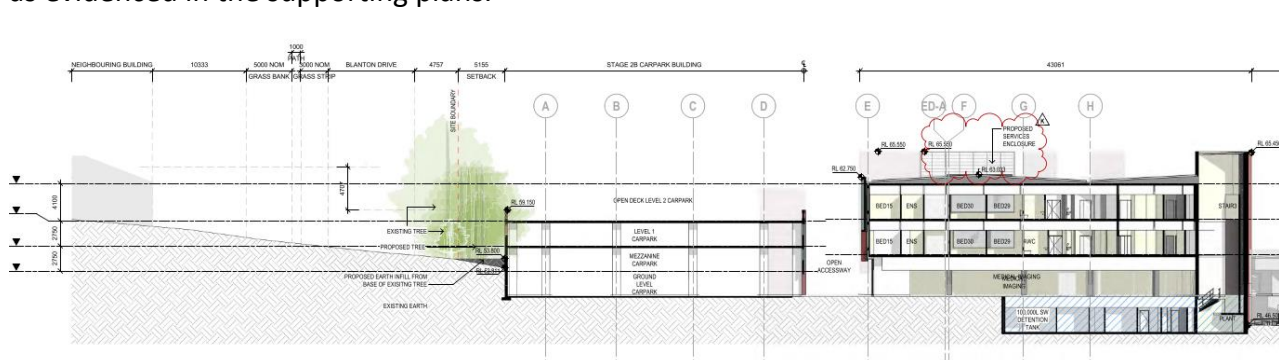 as evidenced in the supporting plans.
1000
PATH
NEIGHBOURING BUILDING
10333
5000 NOM
5000 NOM
BLANTON DRIVE
4757
5155
STAGE 2B CARPARK BUILDING
43061
GRASS BANK
GRASS STRIP
SETBACK
SITE BOUNDARY
A
B
C
D
E
ED-A
F
G
H
PROPOSED
SERVICES
ENCLOSURE
RL 65.550
RL 65.550
RL 62.750
RL 63.033
4100
2750
2750
RL 59.150
OPEN DECK LEVEL 2 CARPARK
EXISTING TREE
PROPOSED TREE
LEVEL 1
CARPARK
MEZZANINE
CARPARK
GROUND
LEVEL
CARPARK
PROPOSED EARTH INFILL FROM
BASE OF EXISITNG TREE
EXISTING EARTH
OPEN
ACCESSWAY
BED15
ENS
BED30
BED29
STAIR3
BED15
ENS
BED30
BED29
AWC
MEDICAL IMAGING
IMAGING
100,000L SW
DETENTION
TANK
PLANT